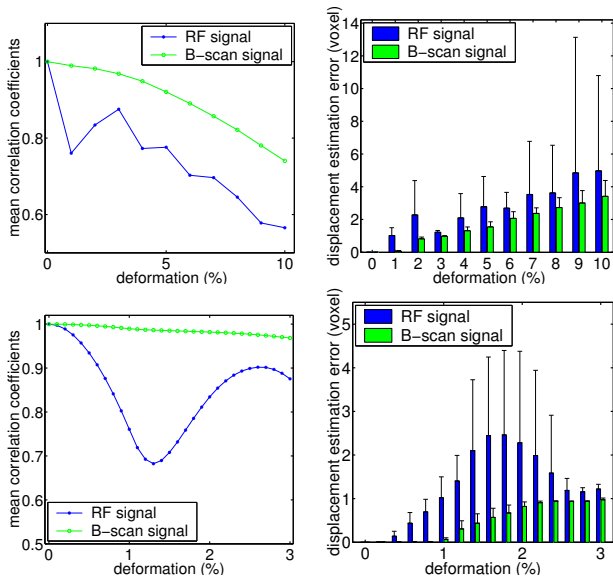 RF signal
B-scan signal
mean correlation coefficients
1
0.8
0.6
0 5 10
deformation (%)
RF signal
B-scan signal
displacement estimation error (voxel)
14
12
10
8
6
4
2
0
0 1 2 3 4 5 6 7 8 9 10
deformation (%)
mean correlation coefficients
1
0.9
0.8
0.7
0.6
0.5
RF signal
B-scan signal
0 1 2 3
deformation (%)
RF signal
B-scan signal
displacement estimation error (voxel)
5
4
3
2
1
0
0 1 2 3
deformation (%)